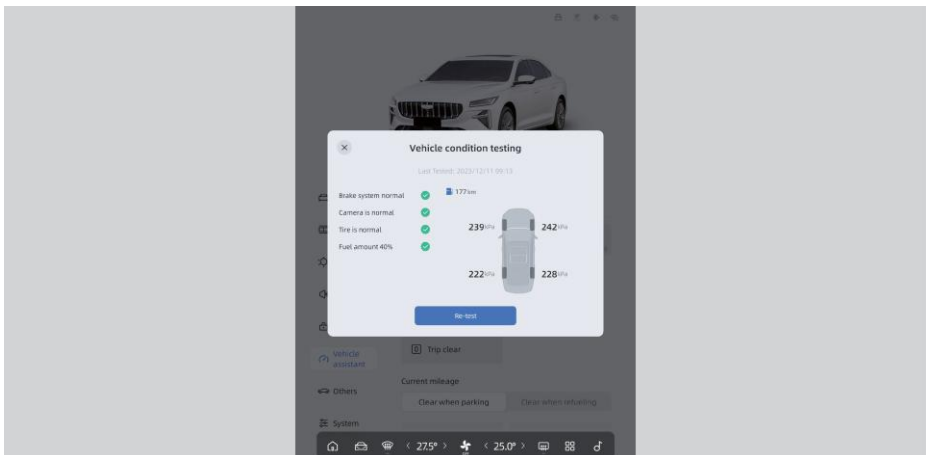 Vehicle condition testing
Last Tested: 2023/12/11 09:13
Brake system normal
177km
Camera is normal
Tire is normal
239kPa
242kPa
Fuel amount 40%
222kPa
228kPa
Re-test
Trip clear
Vehicle
assistant
Current mileage
Others
Clear when parking
Clear when refueling
System
27.5°
25.0°